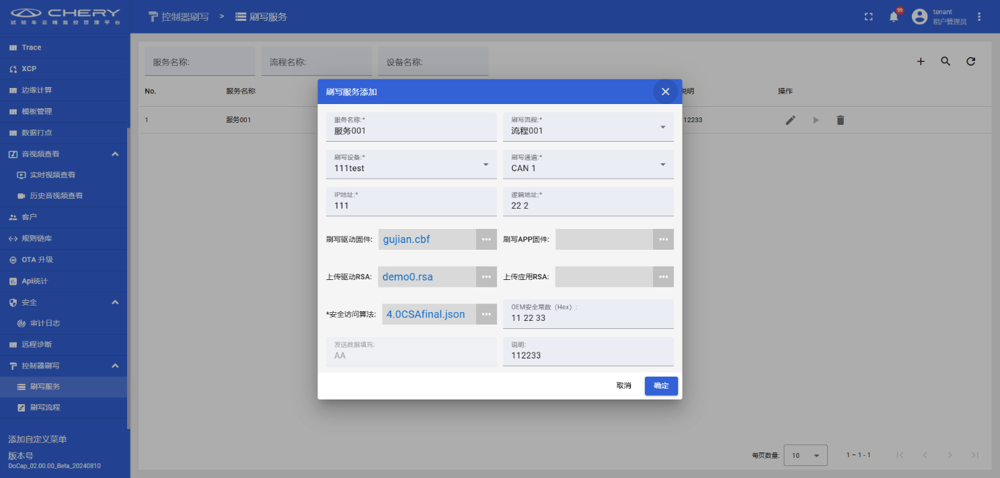 CHERY
试验车云端监控管理平台
控制器刷写 > 刷写服务
99
tenant
租户管理员
Trace
XCP
边缘计算
模板管理
数据打点
音视频查看
实时视频查看
历史音视频查看
客户
规则链库
OTA 升级
Api统计
安全
审计日志
远程诊断
控制器刷写
刷写服务
刷写流程
添加自定义菜单
版本号
DoCap_02.00.00_Beta_20240810
服务名称:
流程名称:
设备名称:
No.
服务名称
说明
操作
1
服务001
112233
刷写服务添加
服务名称:*
服务001
刷写流程:*
流程001
刷写设备:*
111test
刷写通道:*
CAN 1
IP地址:*
111
逻辑地址:*
22 2
刷写驱动固件:
gujian.cbf
刷写APP固件:
上传驱动RSA:
demo0.rsa
上传应用RSA:
*安全访问算法:
4.0CSAfinal.json
OEM安全常数（Hex）:
11 22 33
发送数据填充:
AA
说明:
112233
取消
确定
每页数量:
10
1 – 1 - 1